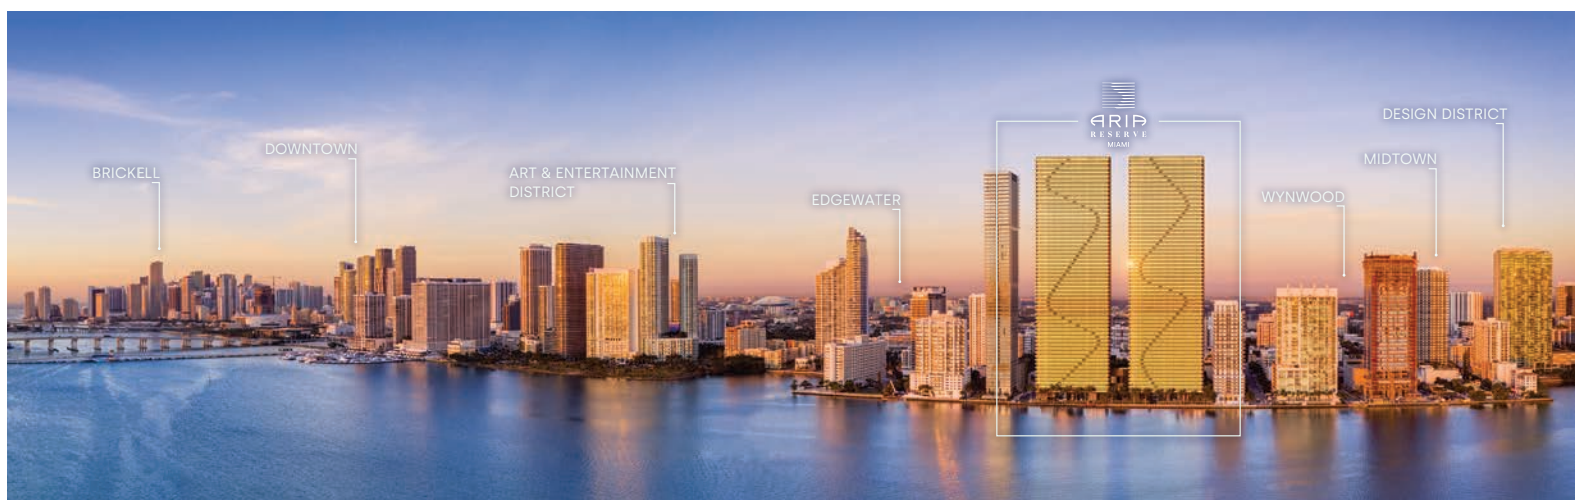 BRICKELL
DOWNTOWN
ART & ENTERTAINMENT
DISTRICT
EDGEWATER
ARIA
RESERVE
MIAMI
WYNWOOD
MIDTOWN
DESIGN DISTRICT